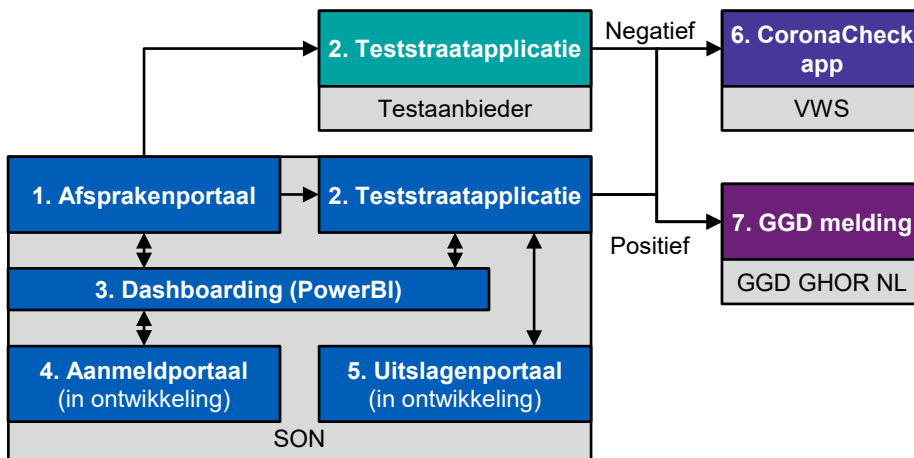 2. Teststraatapplicatie
Testaanbieder
Negatief
6. CoronaCheck
app
VWS
1. Afsprakenportaal
2. Teststraatapplicatie
Positief
7. GGD melding
GGD GHOR NL
3. Dashboarding (PowerBI)
4. Aanmeldportaal
(in ontwikkeling)
5. Uitslagenportaal
(in ontwikkeling)
SON